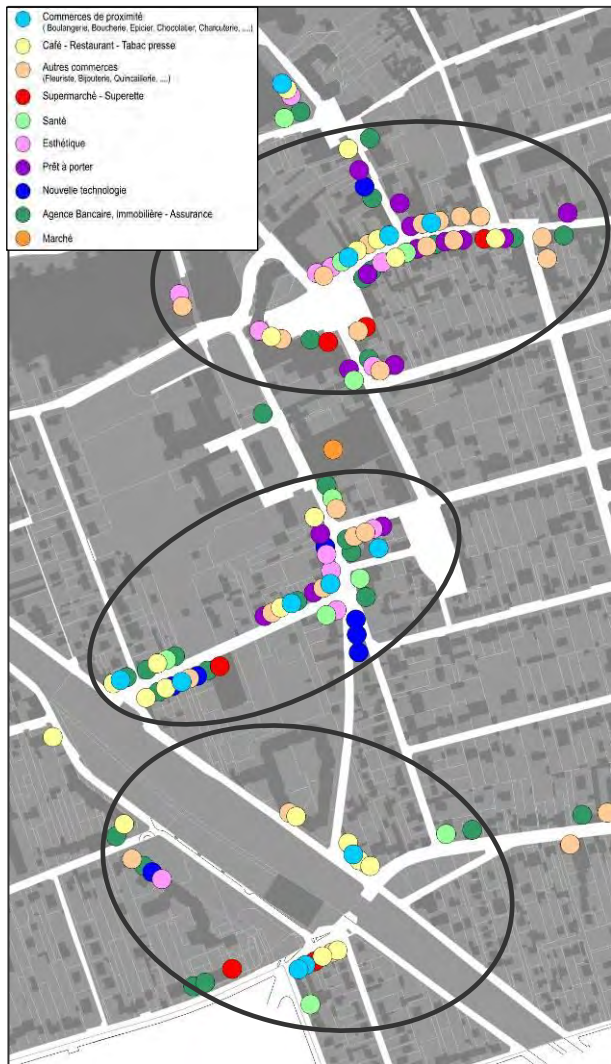 Commerces de proximité
( Boulangerie, Boucherie, Epicier, Chocolatier, Charcuterie, ....)
Café - Restaurant - Tabac presse
Autres commerces
(Fleuriste, Bijouterie, Quincaillerie, ....)
Supermarché - Superette
Santé
Esthétique
Prêt à porter
Nouvelle technologie
Agence Bancaire, Immobilière - Assurance
Marché